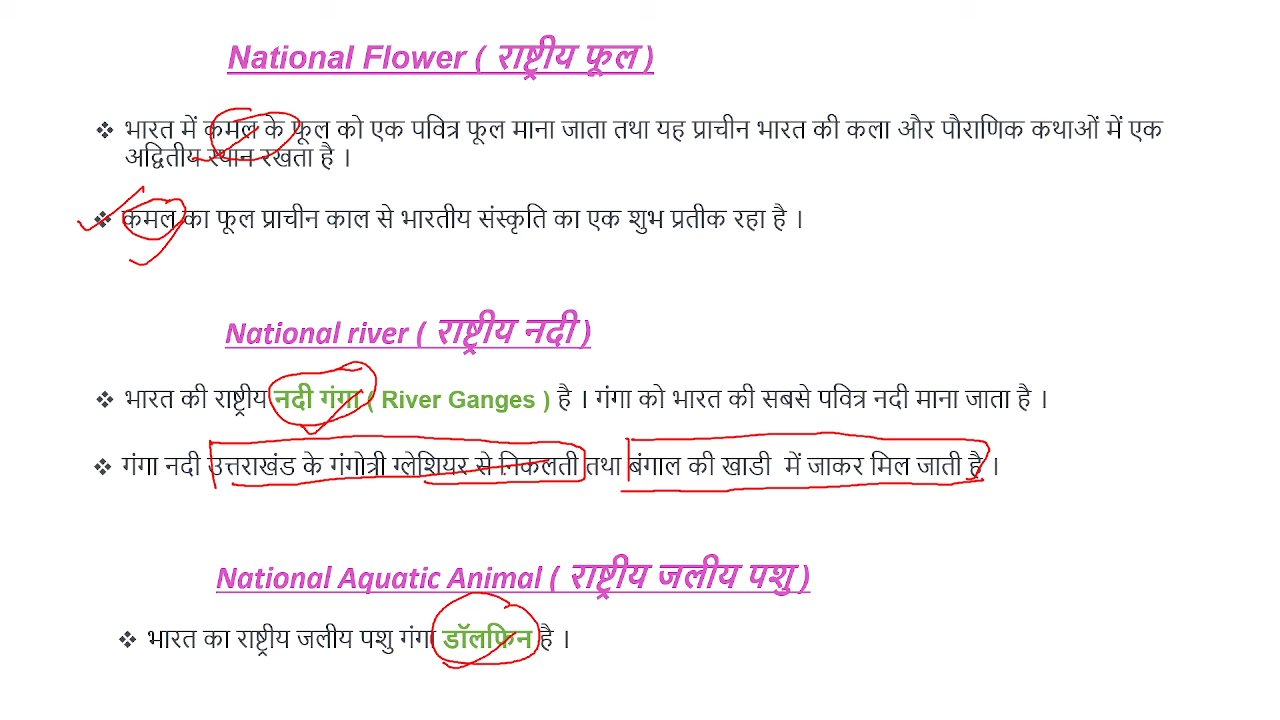 National Flower ( राष्ट्रीय फूल )
❖ भारत में कमल के फूल को एक पवित्र फूल माना जाता तथा यह प्राचीन भारत की कला और पौराणिक कथाओं में एक
अद्वितीय स्थान रखता है ।
❖ कमल का फूल प्राचीन काल से भारतीय संस्कृति का एक शुभ प्रतीक रहा है ।
National river ( राष्ट्रीय नदी )
❖ भारत की राष्ट्रीय नदी गंगा ( River Ganges ) है । गंगा को भारत की सबसे पवित्र नदी माना जाता है ।
❖ गंगा नदी उत्तराखंड के गंगोत्री ग्लेशियर से निकलती तथा बंगाल की खाडी में जाकर मिल जाती है ।
National Aquatic Animal ( राष्ट्रीय जलीय पशु )
❖ भारत का राष्ट्रीय जलीय पशु गंगा डॉलफिन है ।